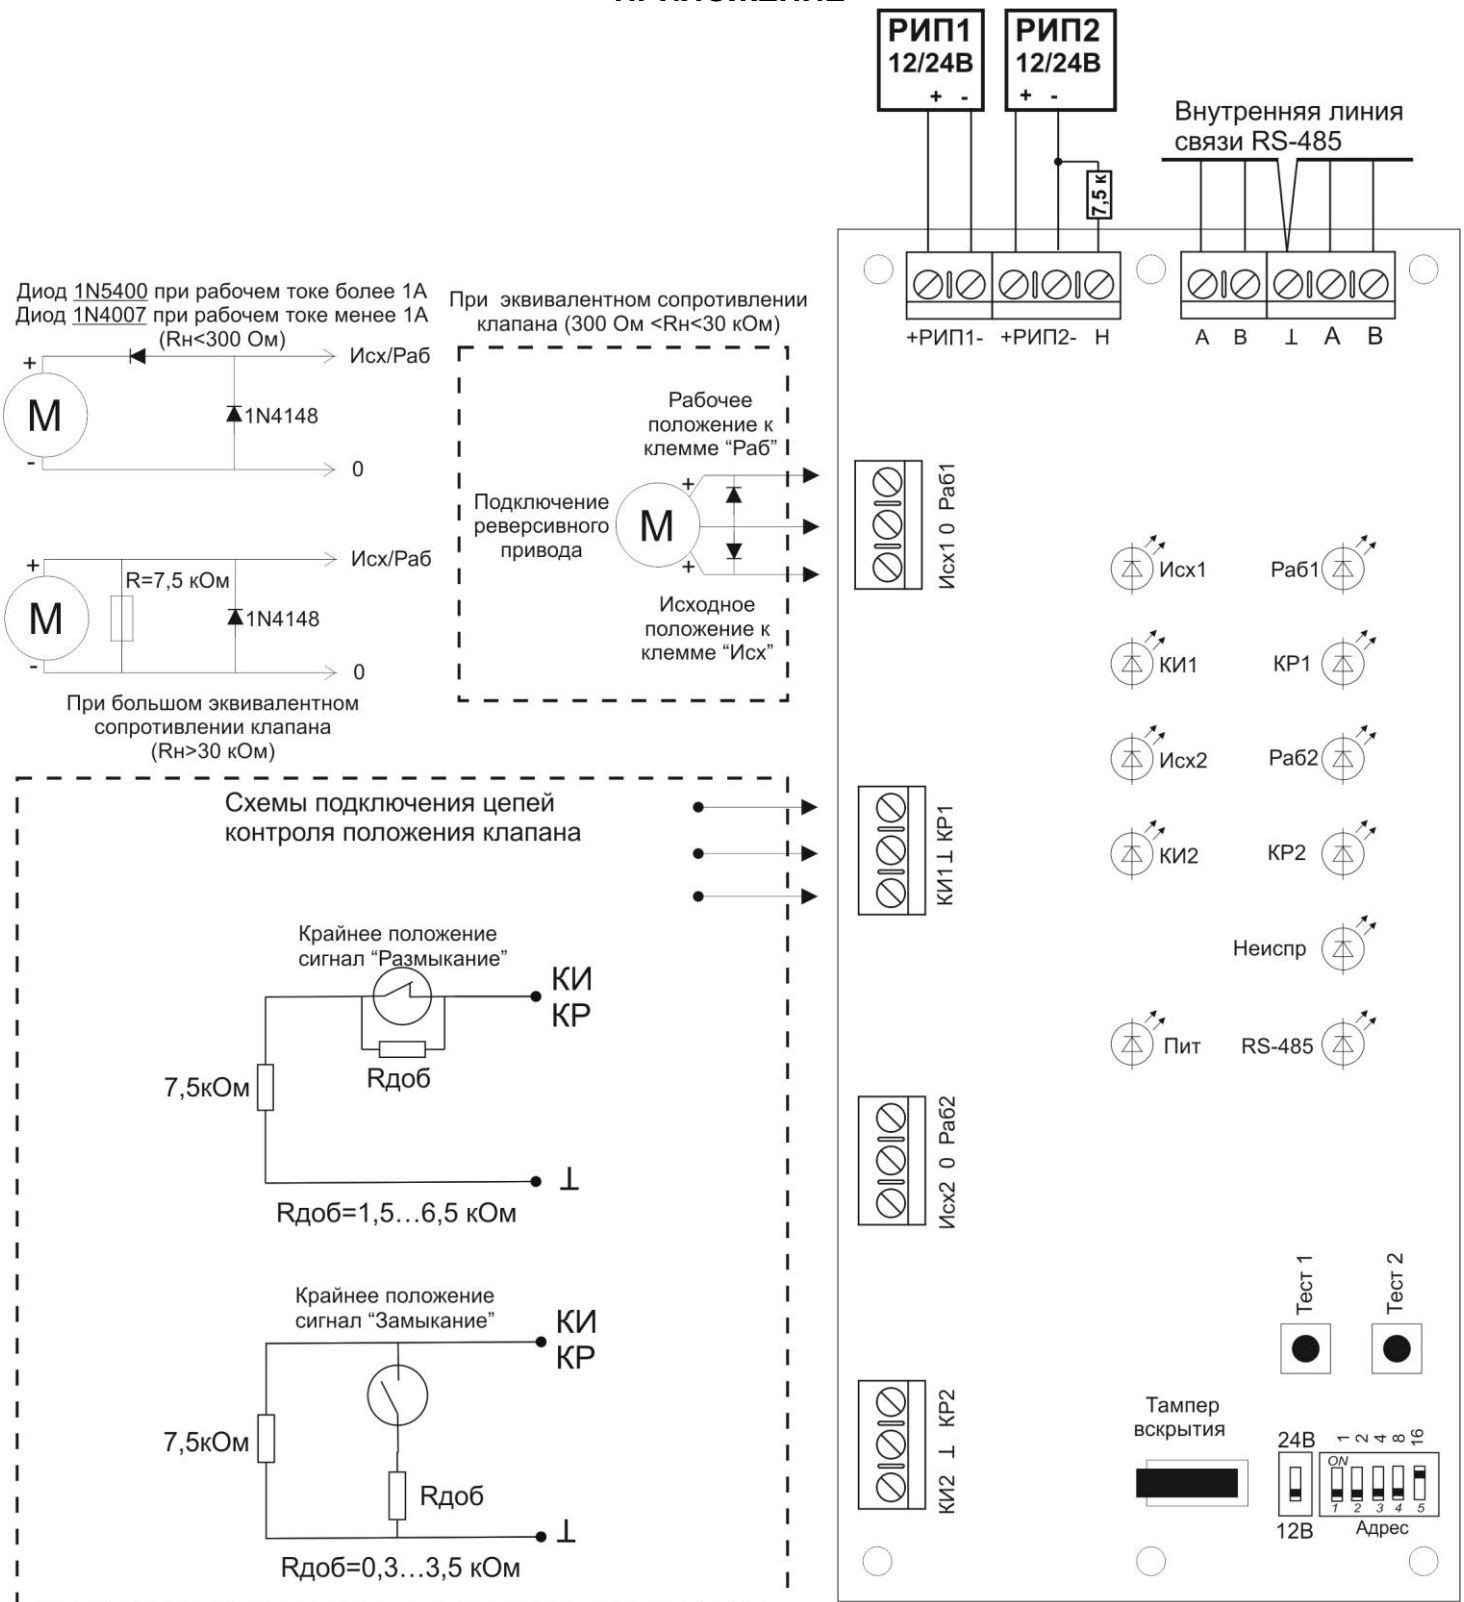 ПРИЛОЖЕНИЕ
РИП1
12/24В
+ -
РИП2
12/24В
+ -
Внутренняя линия
связи RS-485
7,5 к
+РИП1- +РИП2- Н
А В ⊥ А В
Диод 1N5400 при рабочем токе более 1А
Диод 1N4007 при рабочем токе менее 1А
(Rн<300 Ом)
+
Исх/Раб
М
1N4148
-
0
+
Исх/Раб
R=7,5 кОм
М
1N4148
-
0
При большом эквивалентном
сопротивлении клапана
(Rн>30 кОм)
При эквивалентном сопротивлении
клапана (300 Ом <Rн<30 кОм)
Рабочее
положение к
клемме “Раб”
Подключение
реверсивного
привода
+
М
+
Исходное
положение к
клемме “Исх”
Исх1 0 Раб1
КИ1 ⊥ КР1
Исх2 0 Раб2
КИ2 ⊥ КР2
Исх1
Раб1
КИ1
КР1
Исх2
Раб2
КИ2
КР2
Неиспр
Пит
RS-485
Схемы подключения цепей
контроля положения клапана
Крайнее положение
сигнал “Размыкание”
КИ
КР
Rдоб
7,5кОм
⊥
Rдоб=1,5…6,5 кОм
Крайнее положение
сигнал “Замыкание”
КИ
КР
7,5кОм
Rдоб
⊥
Rдоб=0,3…3,5 кОм
Тест 1
Тест 2
Тампер
вскрытия
24В
12В
1 2 4 8 16
ON
1 2 3 4 5
Адрес